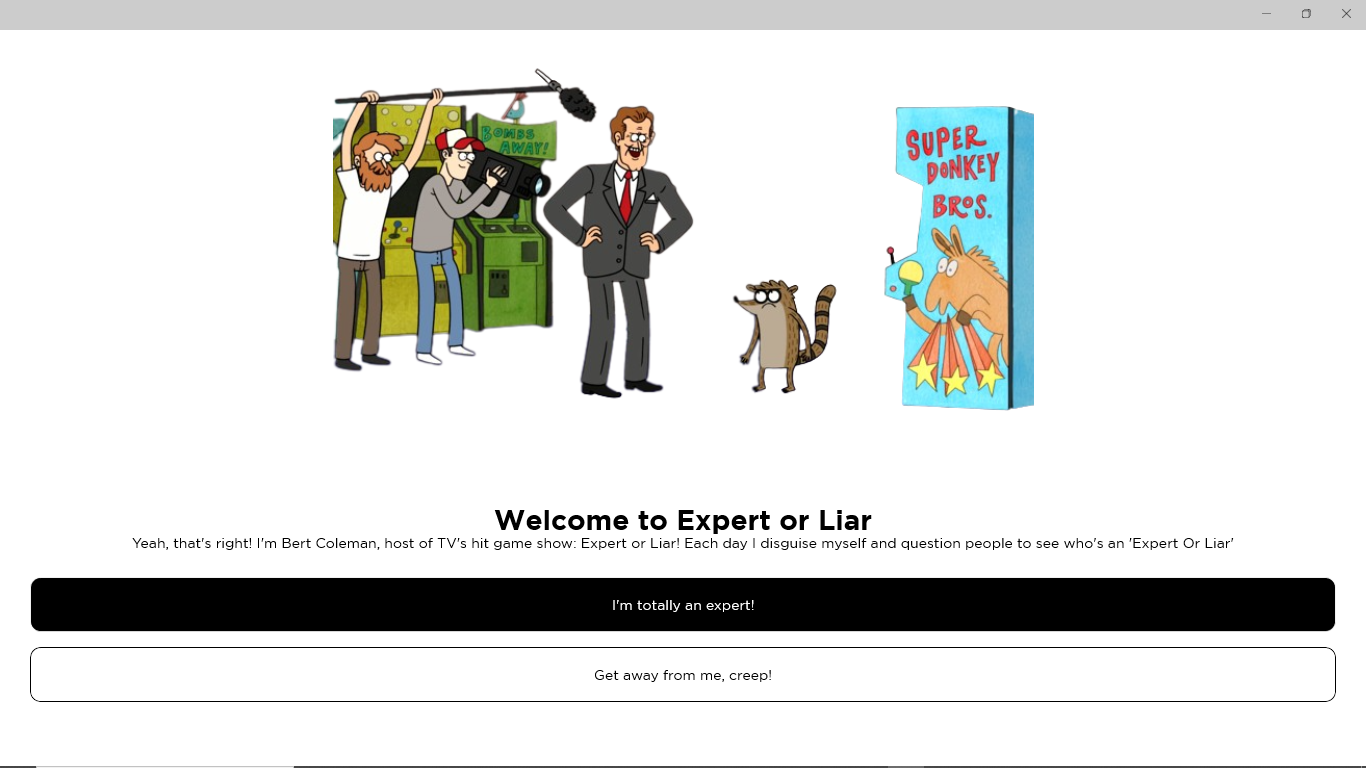 BOMBS
AWAY!
SUPER
DONKEY
BROS.
Welcome to Expert or Liar
Yeah, that's right! I'm Bert Coleman, host of TV's hit game show: Expert or Liar! Each day I disguise myself and question people to see who's an 'Expert Or Liar'
I'm totally an expert!
Get away from me, creep!